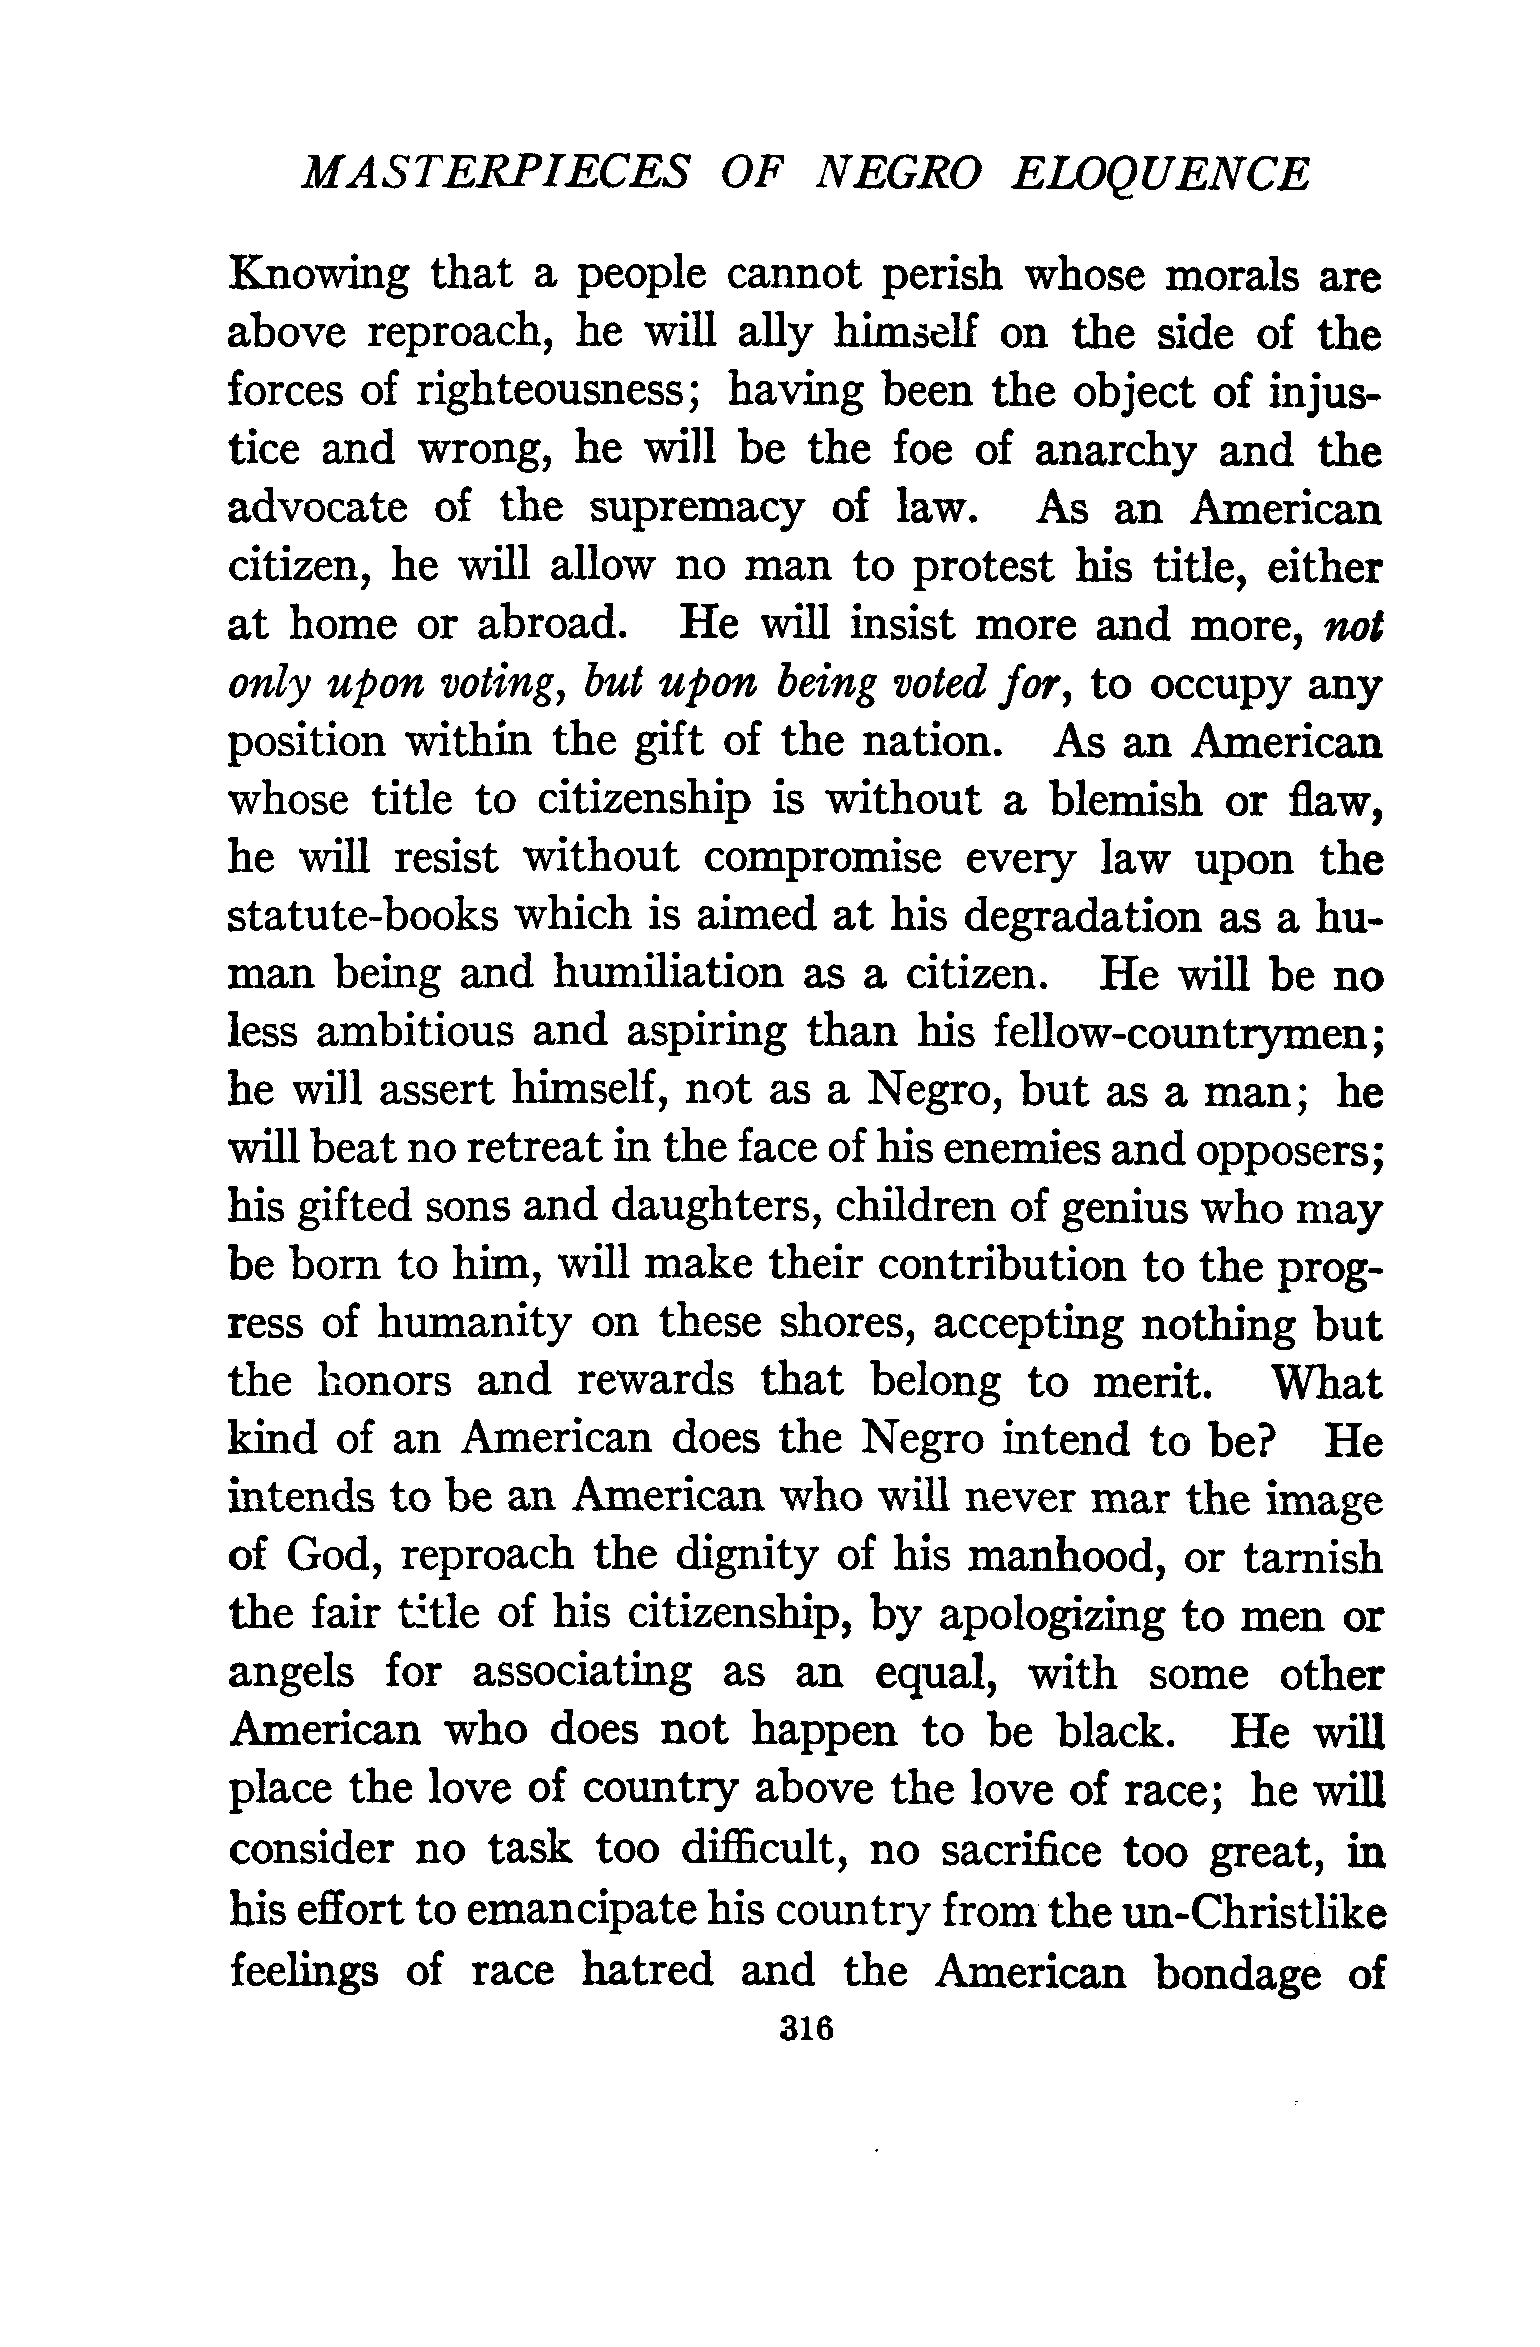 MASTERPIECES OF NEGRO ELOQUENCE
Knowing that a people cannot perish whose morals are
above reproach, he will ally himself on the side of the
forces of righteousness; having been the object of injus-
tice and wrong, he will be the foe of anarchy and the
advocate of the supremacy of law. As an American
citizen, he will allow no man to protest his title, either
at home or abroad. He will insist more and more, not
only upon voting, but upon being voted for, to occupy any
position within the gift of the nation. As an American
whose title to citizenship is without a blemish or flaw,
he will resist without compromise every law upon the
statute-books which is aimed at his degradation as a hu-
man being and humiliation as a citizen. He will be no
less ambitious and aspiring than his fellow-countrymen;
he will assert himself, not as a Negro, but as a man; he
will beat no retreat in the face of his enemies and opposers;
his gifted sons and daughters, children of genius who may
be born to him, will make their contribution to the prog-
ress of humanity on these shores, accepting nothing but
the honors and rewards that belong to merit. What
kind of an American does the Negro intend to be? He
intends to be an American who will never mar the image
of God, reproach the dignity of his manhood, or tarnish
the fair title of his citizenship, by apologizing to men or
angels for associating as an equal, with some other
American who does not happen to be black. He will
place the love of country above the love of race; he will
consider no task too difficult, no sacrifice too great, in
his effort to emancipate his country from the un-Christlike
feelings of race hatred and the American bondage of
316